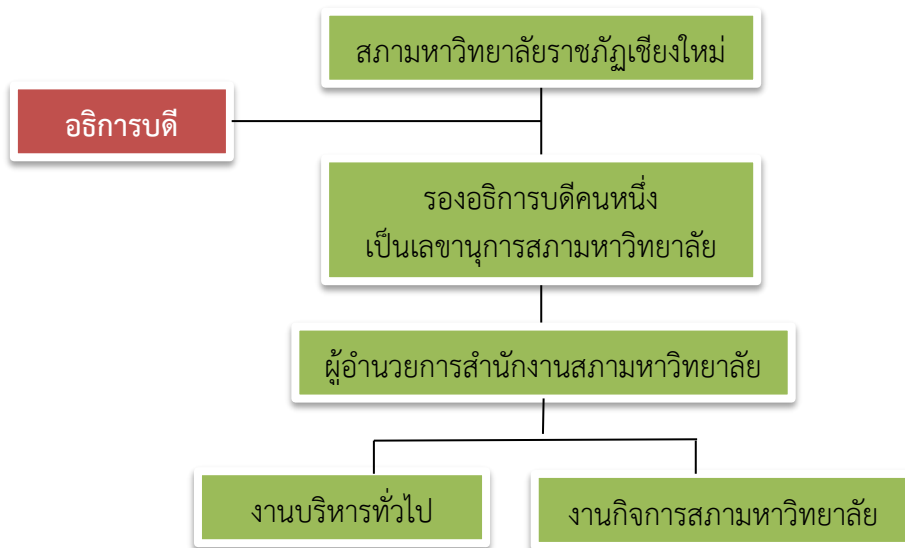 สภามหาวิทยาลัยราชภัฏเชียงใหม่
อธิการบดี
รองอธิการบดีคนหนึ่ง
เป็นเลขานุการสภามหาวิทยาลัย
ผู้อำนวยการสำนักงานสภามหาวิทยาลัย
งานบริหารทั่วไป
งานกิจการสภามหาวิทยาลัย